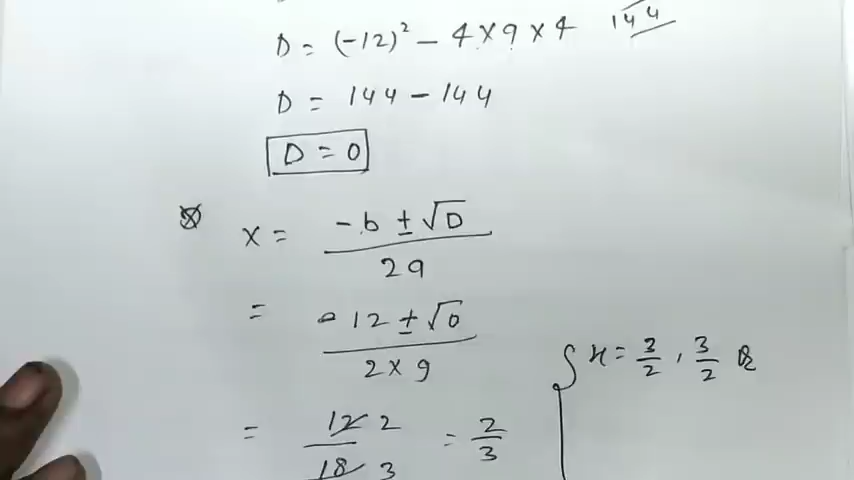 D = (-12)² - 4×9×4 144
D = 144 - 144
D = 0
x = (-b ± √D) / 2a
= -12 ± √0 / 2×9
= 12 2 / 18 3 = 2/3
x = 3/2, 3/2